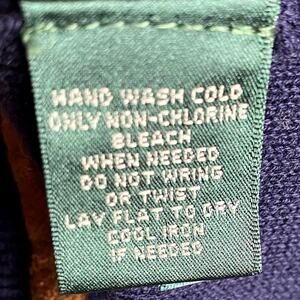 HAND WASH COLD
ONLY NON-CHLORINE
BLEACH
WHEN NEEDED
DO NOT WRING
OR TWIST
LAY FLAT TO DRY
COOL IRON
IF NEEDED